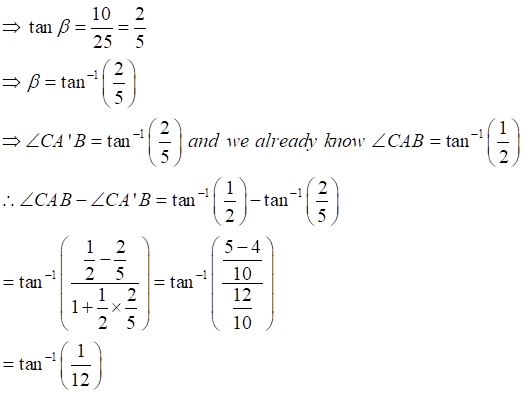 ⇒ tan β = 10/25 = 2/5
⇒ β = tan⁻¹(2/5)
⇒ ∠CA'B = tan⁻¹(2/5) and we already know ∠CAB = tan⁻¹(1/2)
∴ ∠CAB − ∠CA'B = tan⁻¹(1/2) − tan⁻¹(2/5)
= tan⁻¹((1/2 − 2/5)/(1 + 1/2 × 2/5)) = tan⁻¹(((5 − 4)/10)/(12/10))
= tan⁻¹(1/12)